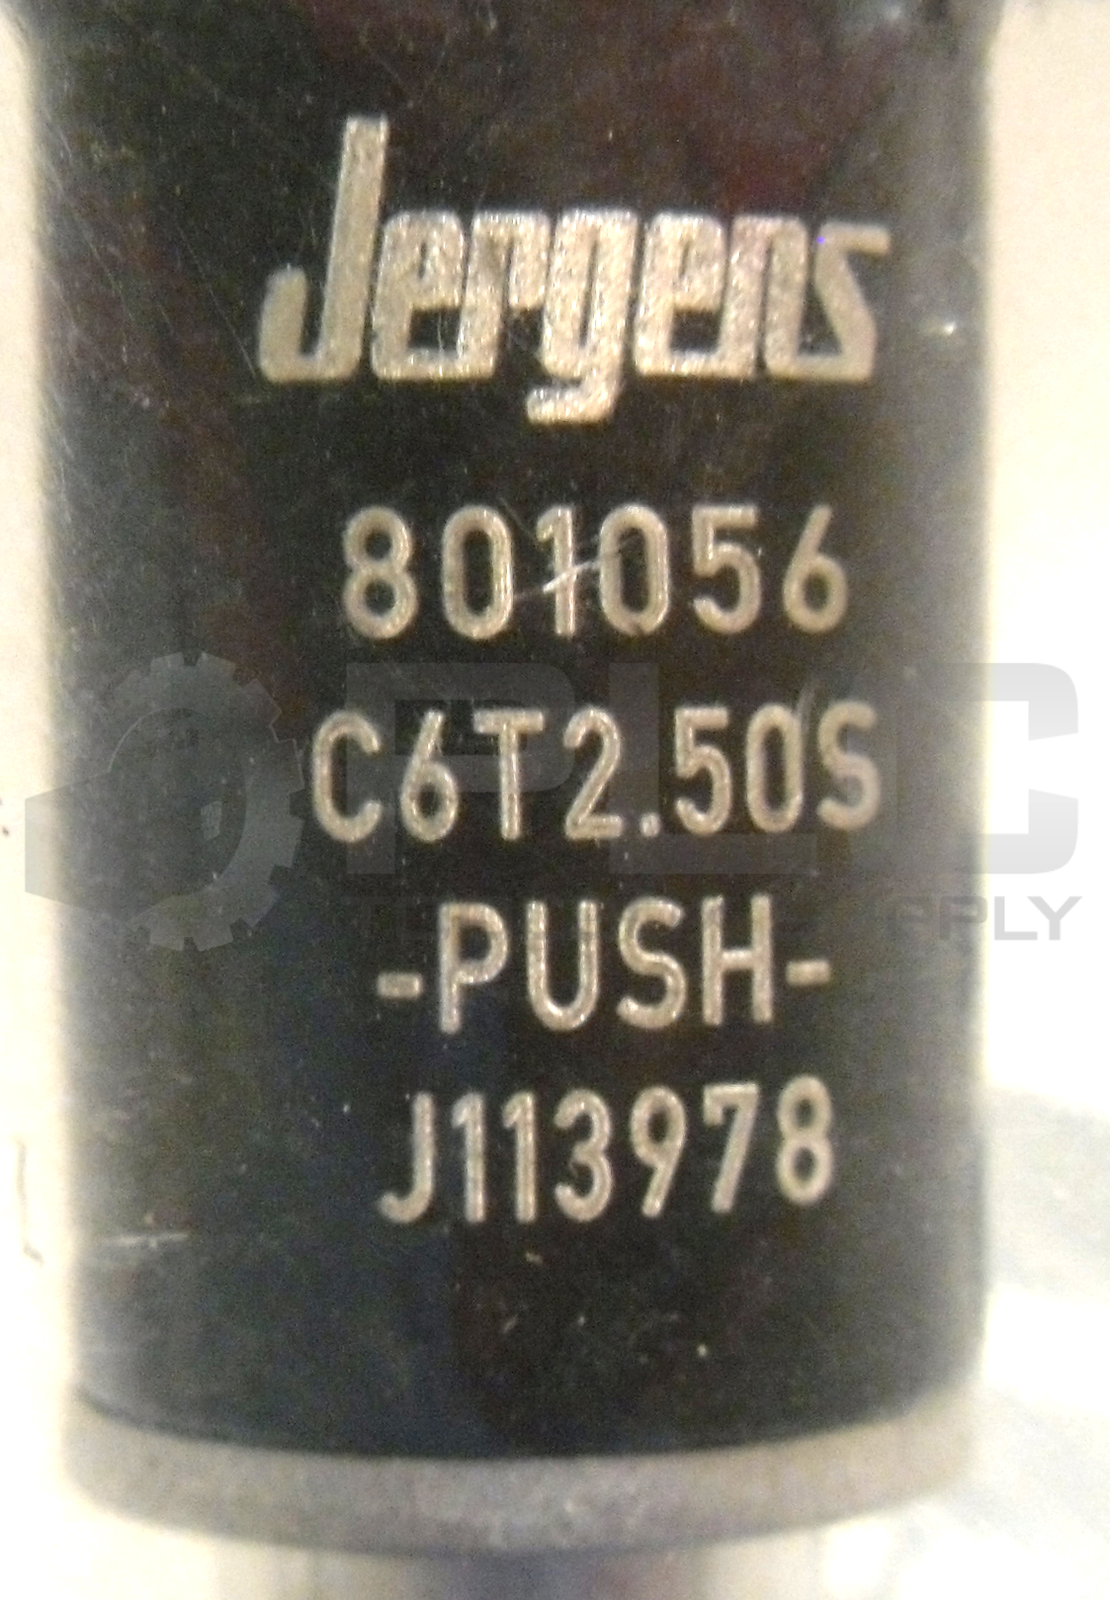 Jergens
801056
C6T2.50S
-PUSH-
J113978
PLC